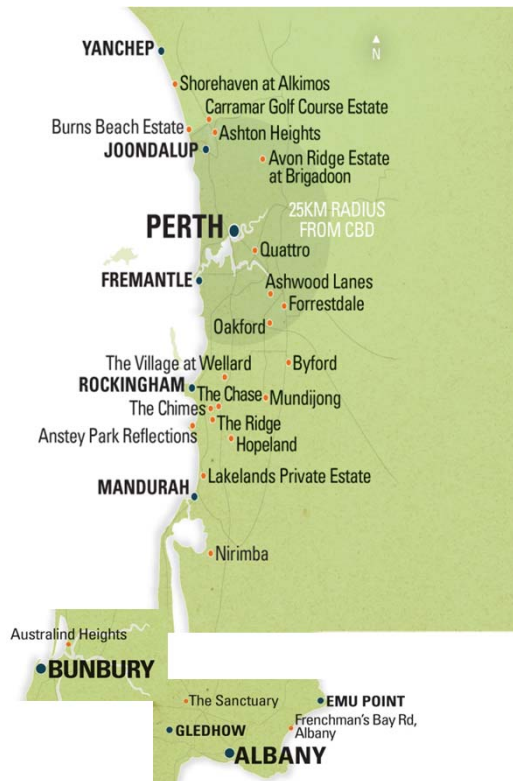 YANCHEP
N
Shorehaven at Alkimos
Carramar Golf Course Estate
Burns Beach Estate
Ashton Heights
JOONDALUP
Avon Ridge Estate
at Brigadoon
25KM RADIUS
FROM CBD
PERTH
Quattro
FREMANTLE
Ashwood Lanes
Forrestdale
Oakford
The Village at Wellard
Byford
ROCKINGHAM
The Chase
Mundijong
The Chimes
The Ridge
Anstey Park Reflections
Hopeland
Lakelands Private Estate
MANDURAH
Nirimba
Australind Heights
BUNBURY
The Sanctuary
EMU POINT
Frenchman's Bay Rd,
Albany
GLEDHOW
ALBANY